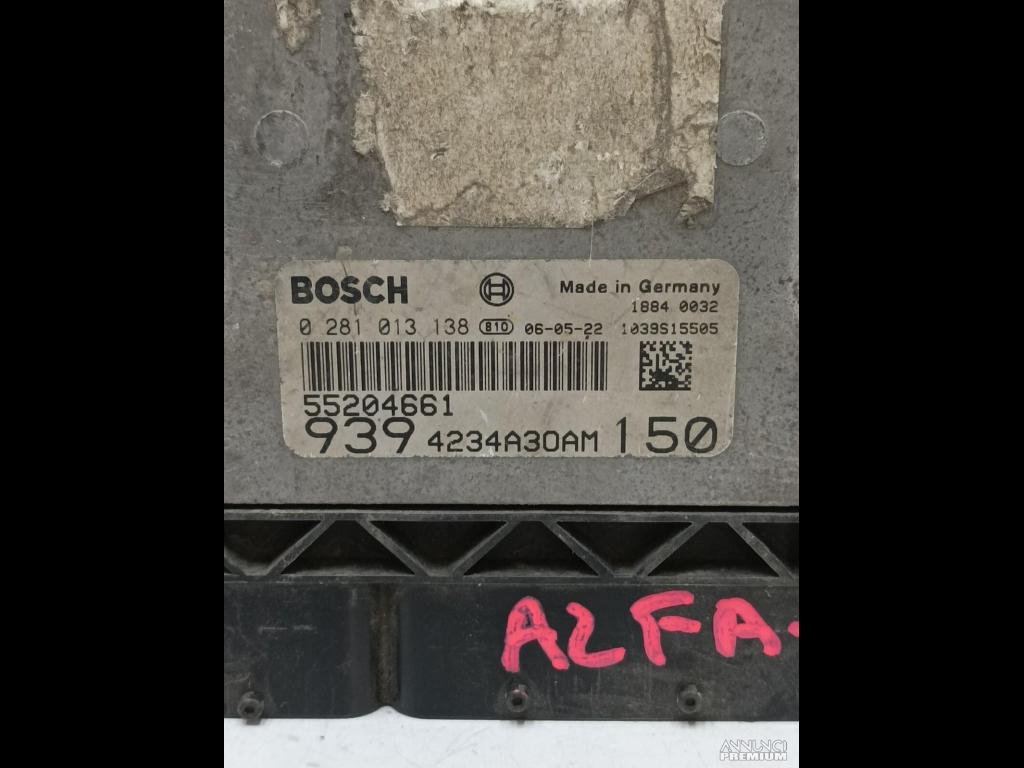 BOSCH Made in Germany
1884 0032
0 281 013 138 810 06-05-22 1039S15505
55204661
939 4234A30AM 150
ALFA-
ANNUNCI
PREMIUM